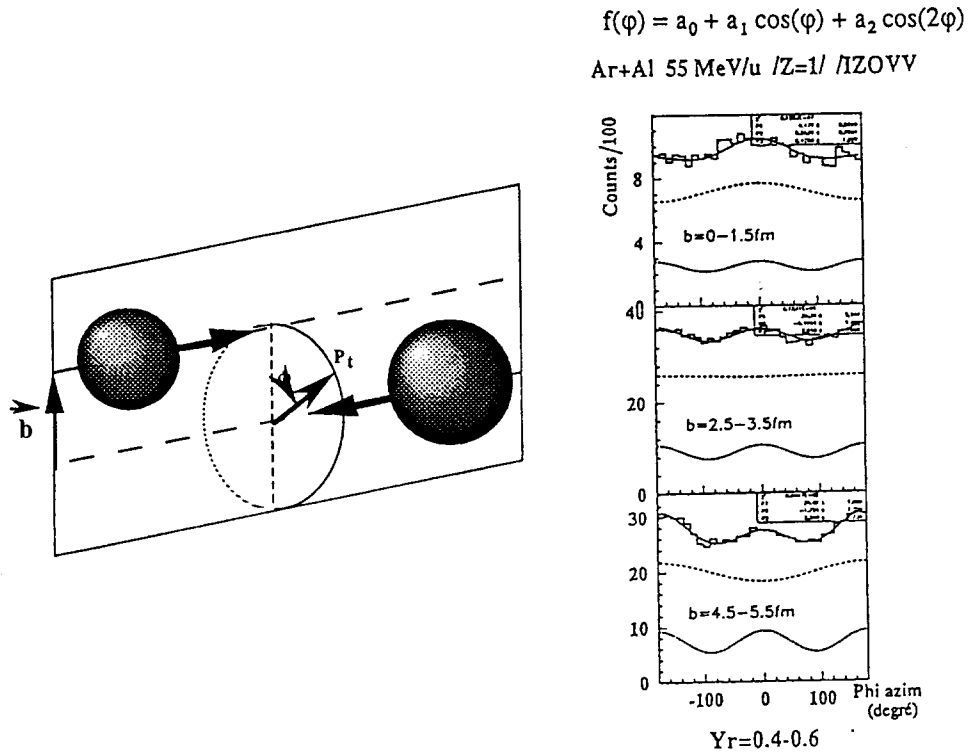 f(φ) = a₀ + a₁ cos(φ) + a₂ cos(2φ)
Ar+Al 55 MeV/u /Z=1/ /IZOVV
Counts/100
8
b=0-1.5fm
4
0
40
20
b=2.5-3.5fm
0
30
20
b=4.5-5.5fm
10
0
-100 0 100 Phi azim
(degré)
Yr=0.4-0.6
b
Pt
ϕ